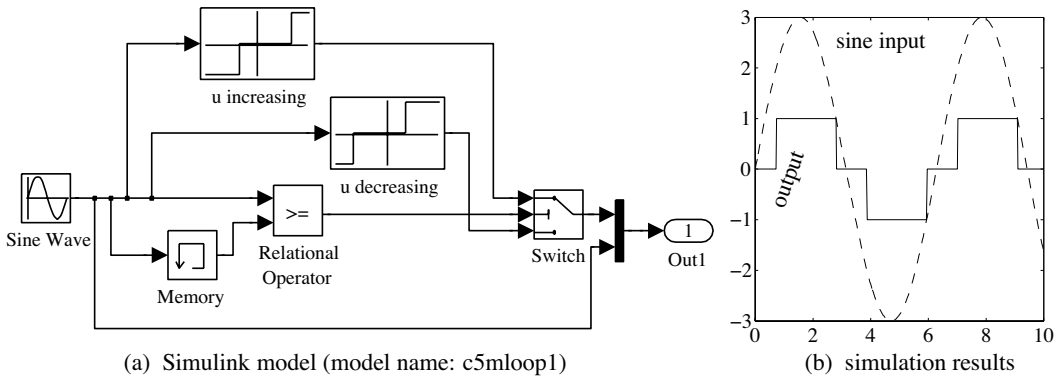 u increasing
u decreasing
Sine Wave
>=
Relational
Operator
Memory
Switch
1
Out1
(a) Simulink model (model name: c5mloop1)
3
2
1
0
−1
−2
−3
0
2
4
6
8
10
sine input
output
(b) simulation results